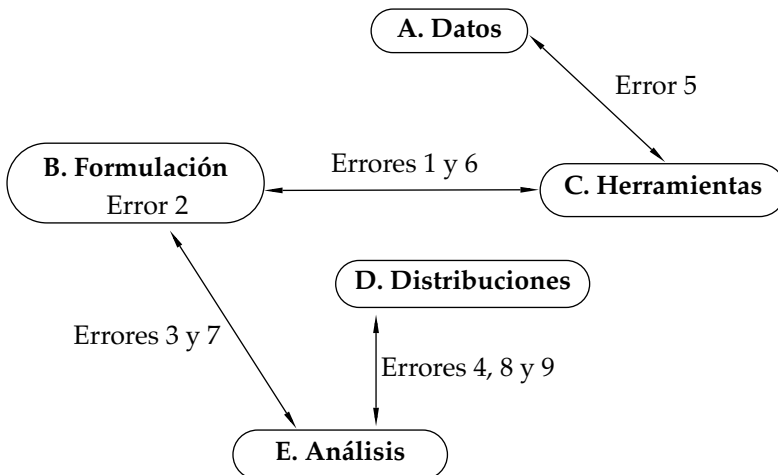 A. Datos
Error 5
B. Formulación
Error 2
Errores 1 y 6
C. Herramientas
D. Distribuciones
Errores 3 y 7
Errores 4, 8 y 9
E. Análisis